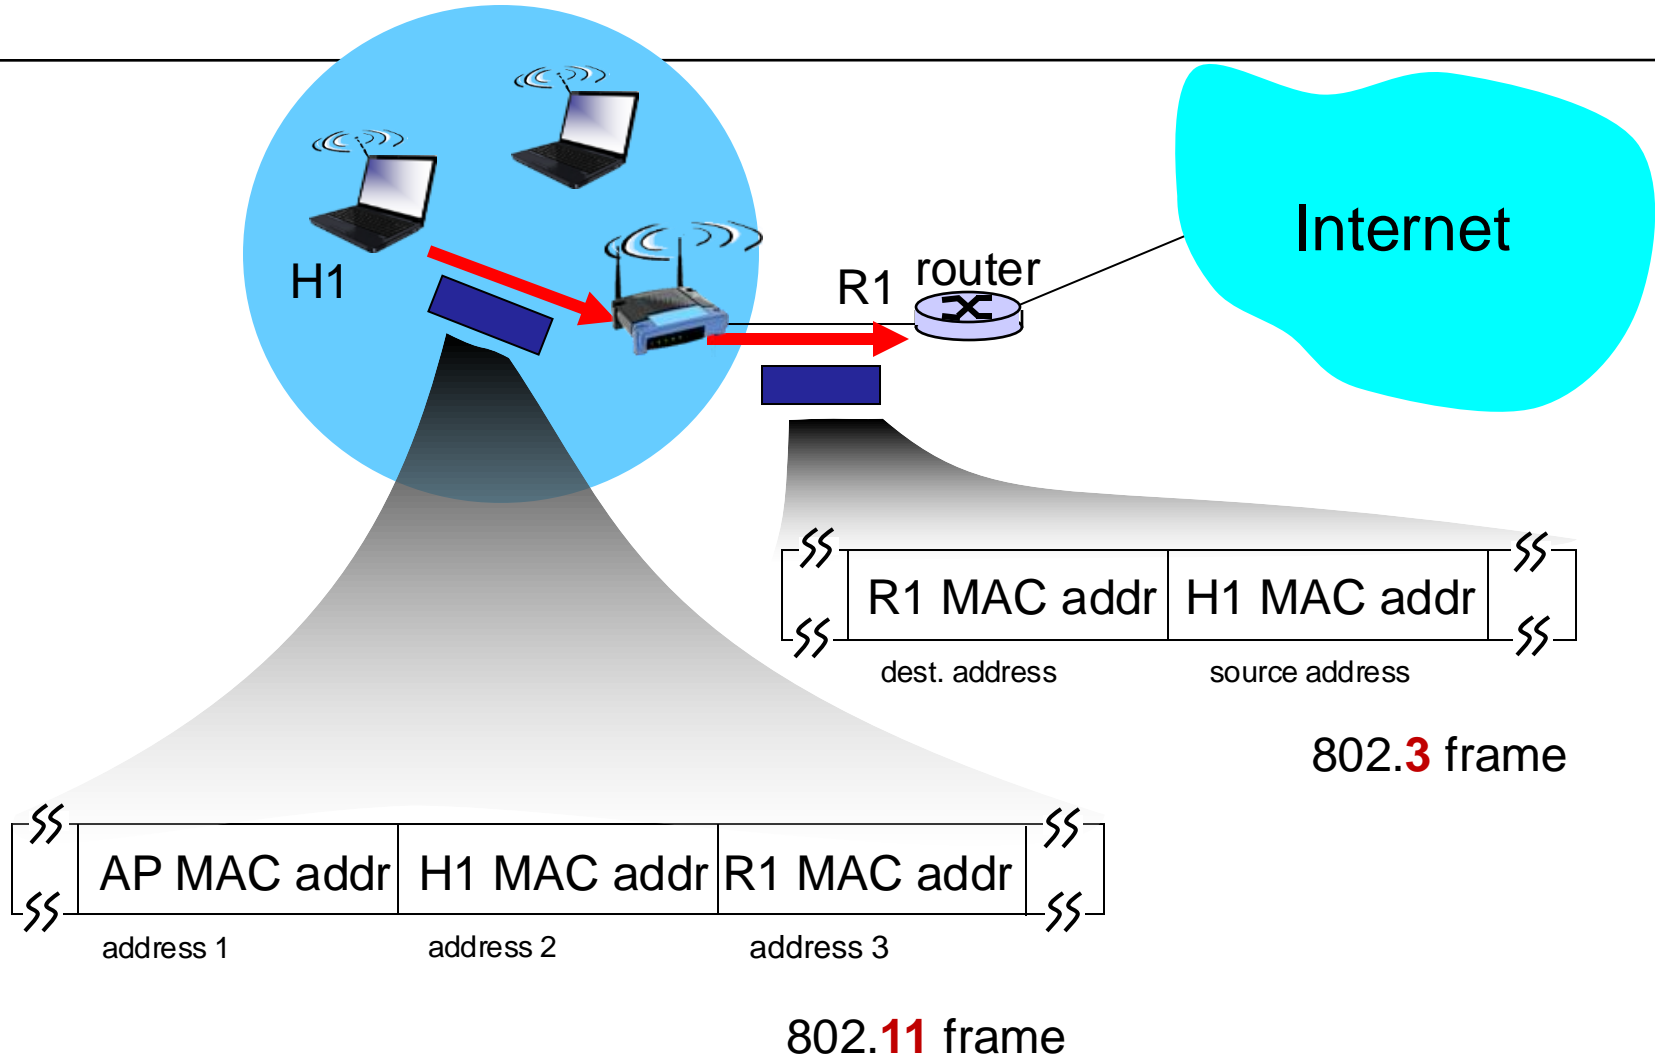 Internet
H1
R1
router
R1 MAC addr
H1 MAC addr
dest. address
source address
802.3 frame
AP MAC addr
H1 MAC addr
R1 MAC addr
address 1
address 2
address 3
802.11 frame